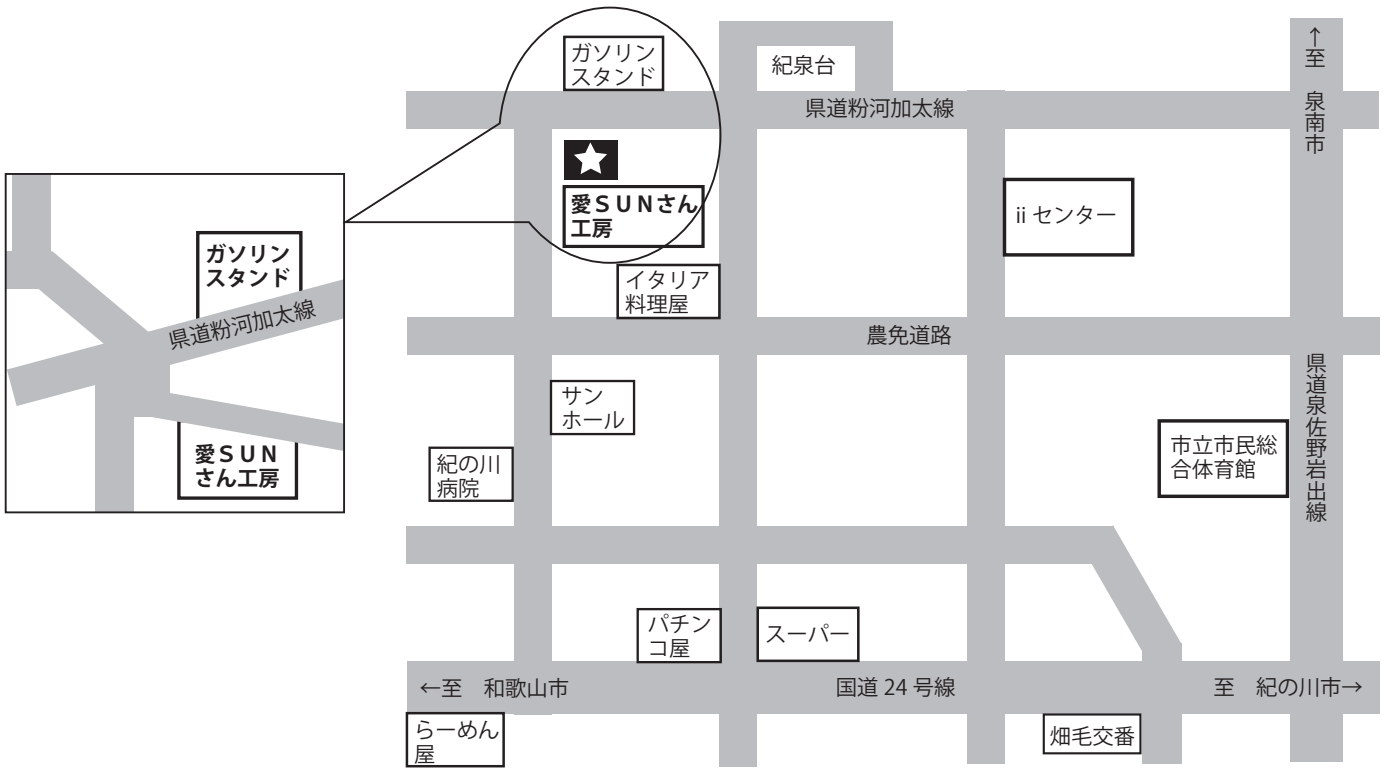 ガソリン
スタンド
紀泉台
県道粉河加太線
↑至　泉南市
愛ＳＵＮさん
工房
ii センター
イタリア
料理屋
農免道路
県道泉佐野岩出線
サン
ホール
紀の川
病院
市立市民総
合体育館
パチン
コ屋
スーパー
←至　和歌山市
国道 24 号線
至　紀の川市→
らーめん
屋
畑毛交番
ガソリン
スタンド
県道粉河加太線
愛ＳＵＮ
さん工房